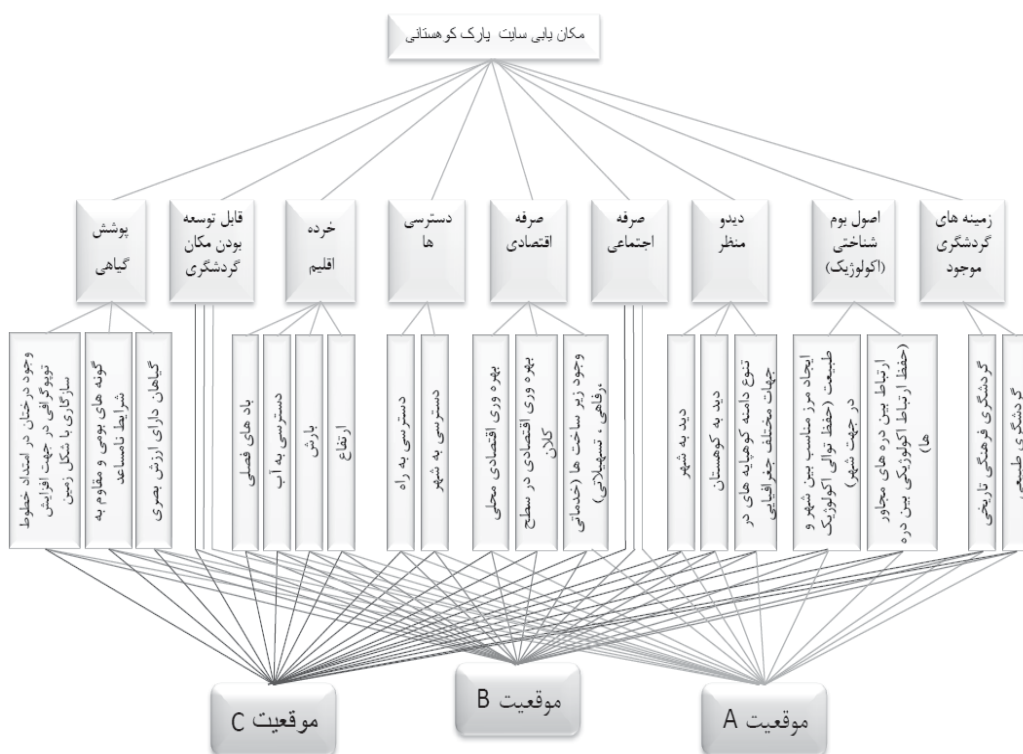 مکان یابی سایت پارک کوهستانی
زمینه های
گردشگری
موجود
اصول بوم
شناختی
(اکولوژیک)
دیدو
منظر
صرفه
اجتماعی
صرفه
اقتصادی
دسترسی
ها
خرده
اقلیم
قابل توسعه
بودن مکان
گردشگری
پوشش
گیاهی
گردشگری طبیعی
گردشگری فرهنگی تاریخی
ارتباط بین دره های مجاور
(حفظ ارتباط اکولوژیکی بین دره
ها)
ایجاد مرز مناسب بین شهر و
طبیعت (حفظ توالی اکولوژیک
در جهت شهر)
تنوع دامنه کوهپایه های در
جهات مختلف جغرافیایی
دید به کوهستان
دید به شهر
وجود زیر ساخت ها (خدماتی
،رفاهی ، تسهیلاتی)
بهره وری اقتصادی در سطح
کلان
بهره وری اقتصادی محلی
دسترسی به شهر
دسترسی به راه
ارتفاع
بارش
دسترسی به آب
باد های فصلی
گیاهان دارای ارزش بصری
گونه های بومی و مقاوم به
شرایط نامساعد
وجود درختان در امتداد خطوط
توپوگرافی در جهت افزایش
سازگاری با شکل زمین
موقعیت A
موقعیت B
موقعیت C